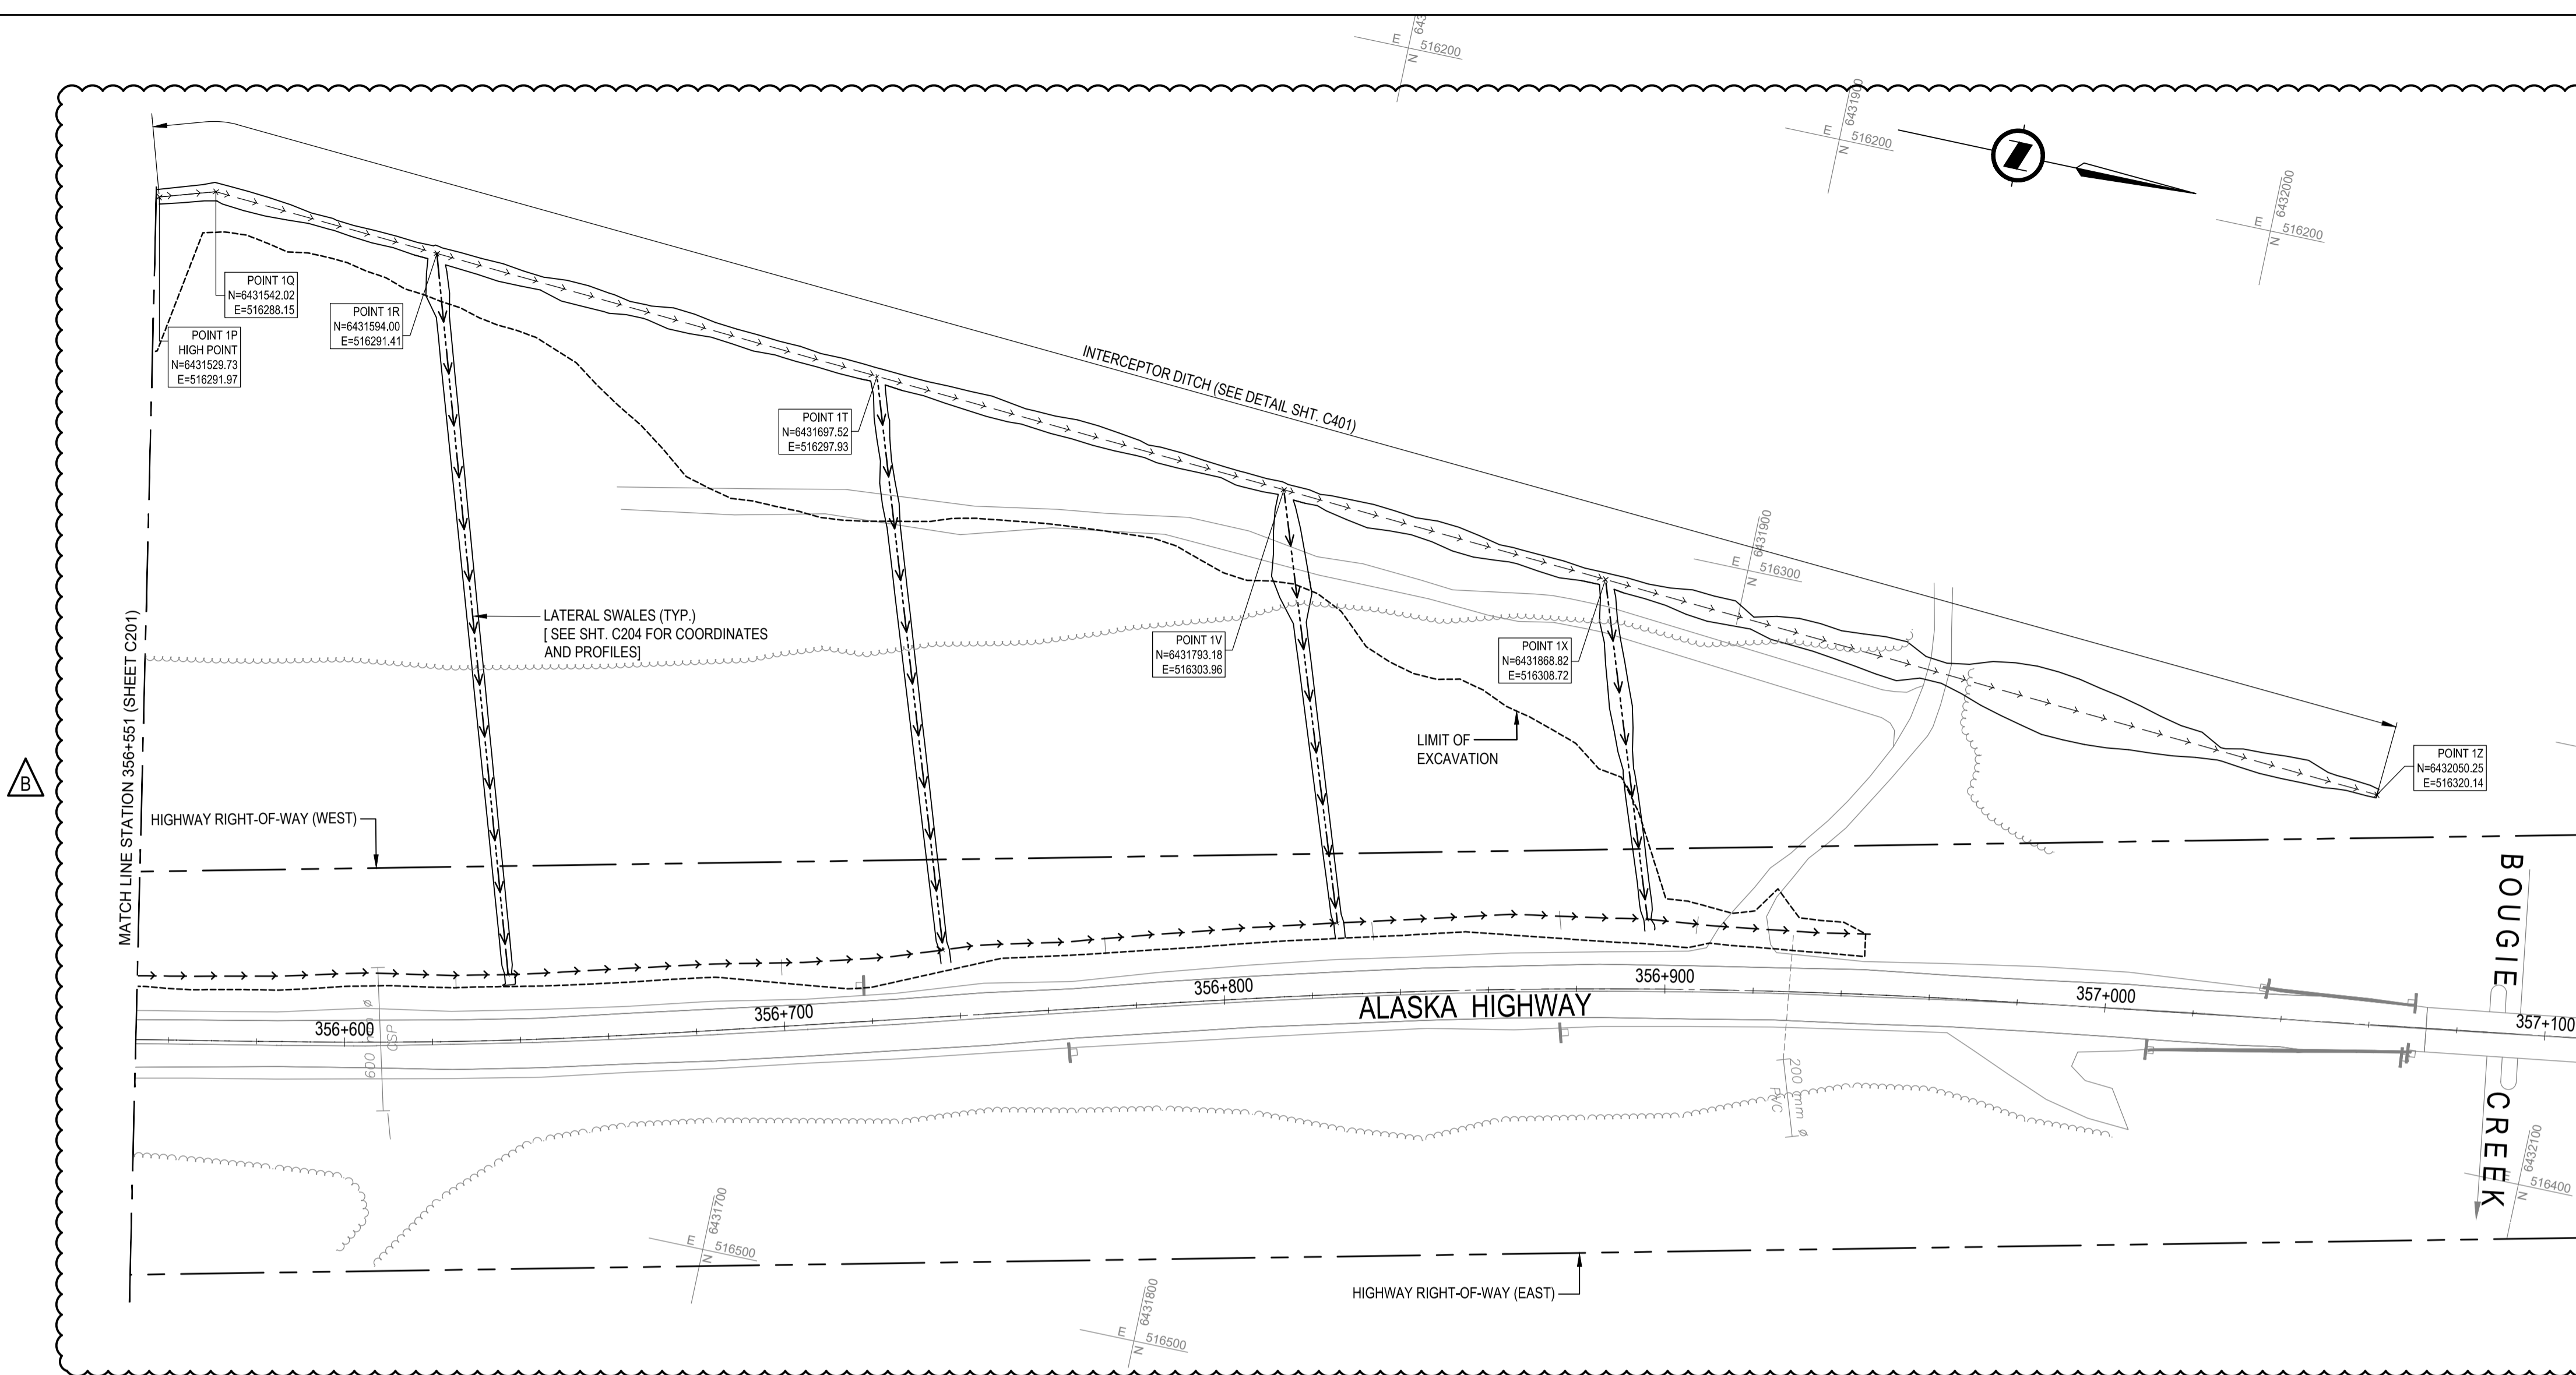 643
E 516200
N
6431900
E 516200
N
6432000
E 516200
N
POINT 1Q
N=6431542.02
E=516288.15
POINT 1P
HIGH POINT
N=6431529.73
E=516291.97
POINT 1R
N=6431594.00
E=516291.41
INTERCEPTOR DITCH (SEE DETAIL SHT. C401)
POINT 1T
N=6431697.52
E=516297.93
6431900
E 516300
N
LATERAL SWALES (TYP.)
[ SEE SHT. C204 FOR COORDINATES
AND PROFILES]
POINT 1V
N=6431793.18
E=516303.96
POINT 1X
N=6431868.82
E=516308.72
LIMIT OF
EXCAVATION
POINT 1Z
N=6432050.25
E=516320.14
MATCH LINE STATION 356+551 (SHEET C201)
B
HIGHWAY RIGHT-OF-WAY (WEST)
BOUGIE CREEK
356+600
356+700
356+800
356+900
357+000
357+100
ALASKA HIGHWAY
600 mm ø
CSP
200 mm ø
PVC
6432100
E 516400
N
6431700
E 516500
N
HIGHWAY RIGHT-OF-WAY (EAST)
6431800
E 516500
N